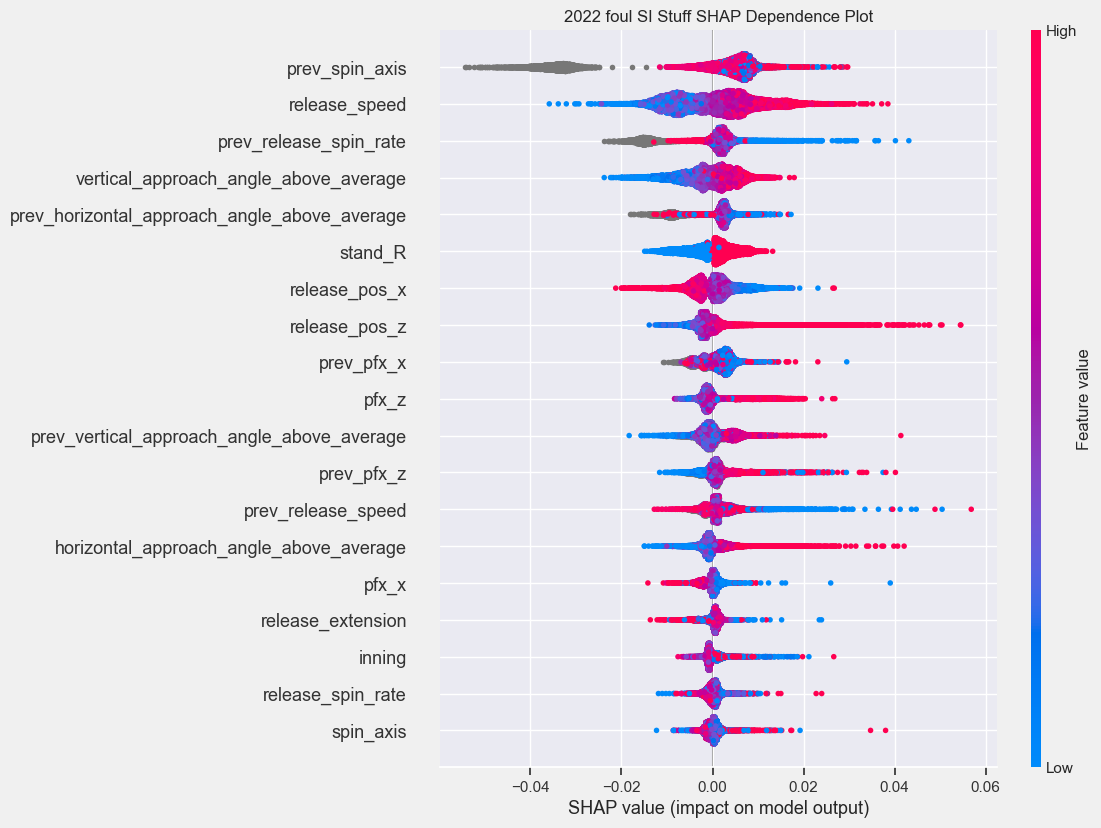 2022 foul SI Stuff SHAP Dependence Plot
High
prev_spin_axis
release_speed
prev_release_spin_rate
vertical_approach_angle_above_average
prev_horizontal_approach_angle_above_average
stand_R
release_pos_x
release_pos_z
prev_pfx_x
pfx_z
prev_vertical_approach_angle_above_average
prev_pfx_z
prev_release_speed
horizontal_approach_angle_above_average
pfx_x
release_extension
inning
release_spin_rate
spin_axis
Feature value
Low
−0.04 −0.02 0.00 0.02 0.04 0.06
SHAP value (impact on model output)